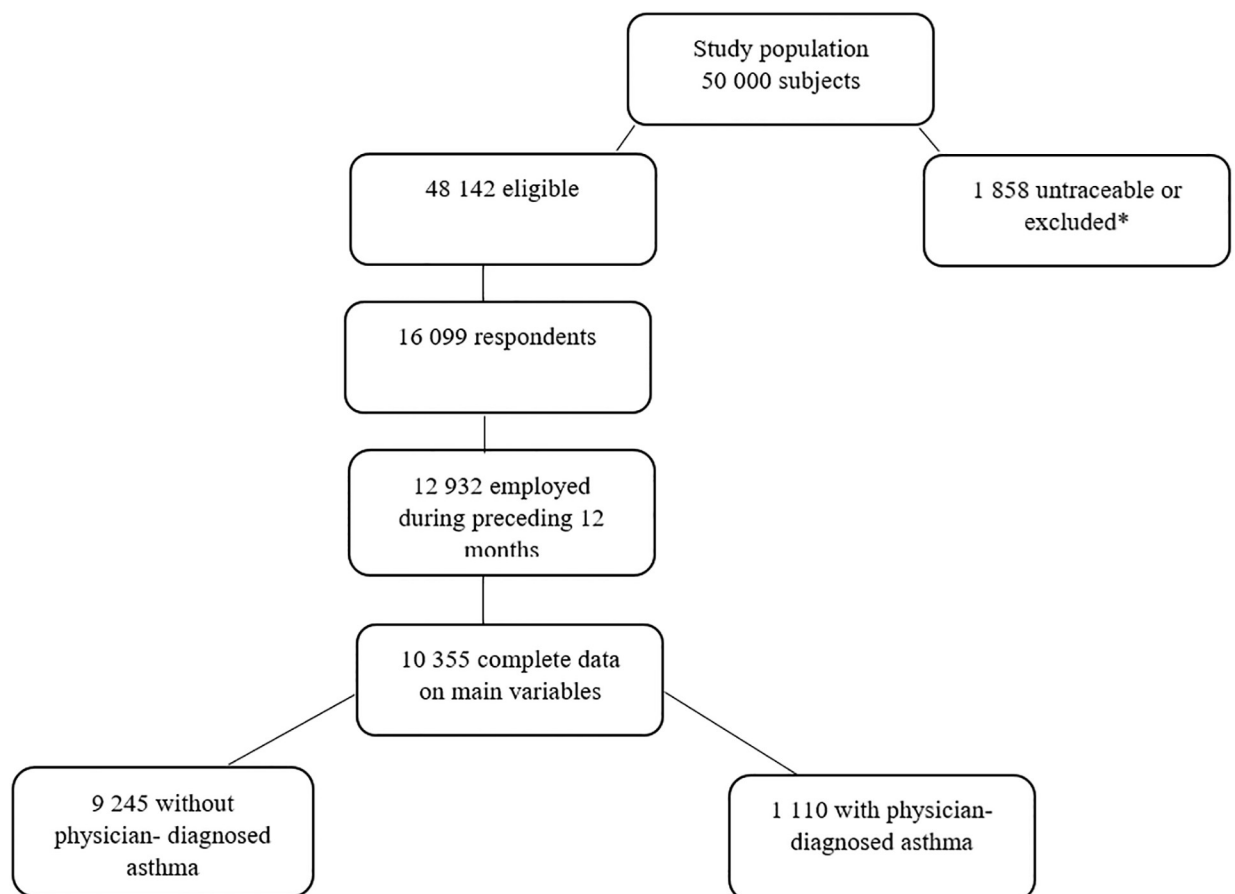 Study population
50 000 subjects
48 142 eligible
1 858 untraceable or
excluded*
16 099 respondents
12 932 employed
during preceding 12
months
10 355 complete data
on main variables
9 245 without
physician- diagnosed
asthma
1 110 with physician-
diagnosed asthma